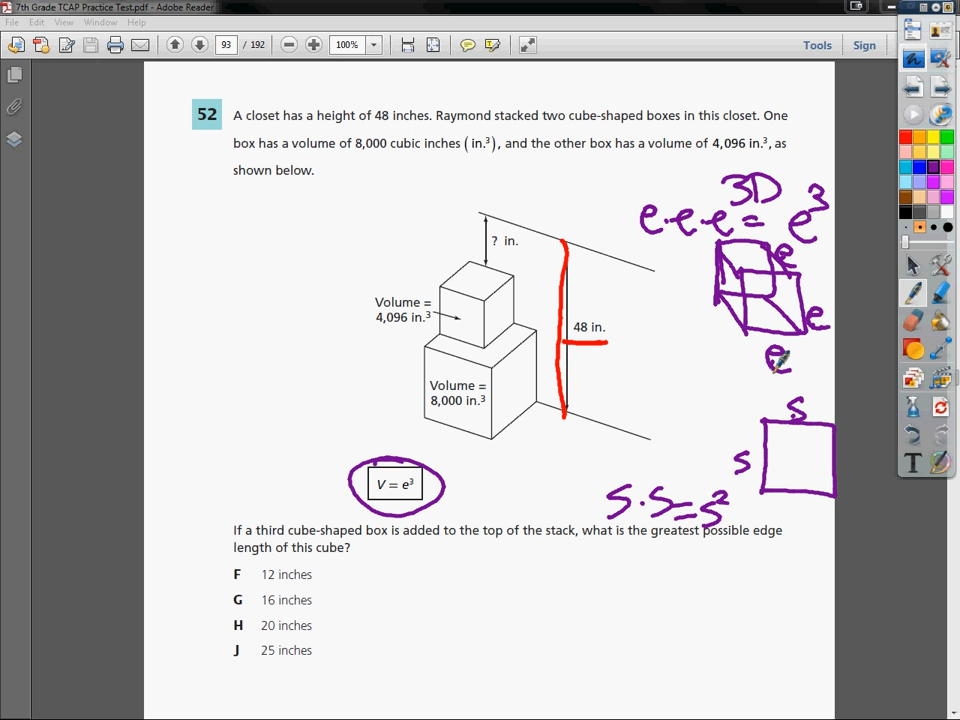 7th Grade TCAP Practice Test.pdf - Adobe Reader
File Edit View Window Help
93 / 192 100% Tools Sign
52 A closet has a height of 48 inches. Raymond stacked two cube-shaped boxes in this closet. One
box has a volume of 8,000 cubic inches (in.³), and the other box has a volume of 4,096 in.³, as
shown below.
3D
e·e·e = e³
? in.
e
Volume =
4,096 in.³
e
48 in.
e
Volume =
8,000 in.³
s
s
V = e³
s·s=s²
If a third cube-shaped box is added to the top of the stack, what is the greatest possible edge
length of this cube?
F 12 inches
G 16 inches
H 20 inches
J 25 inches
T